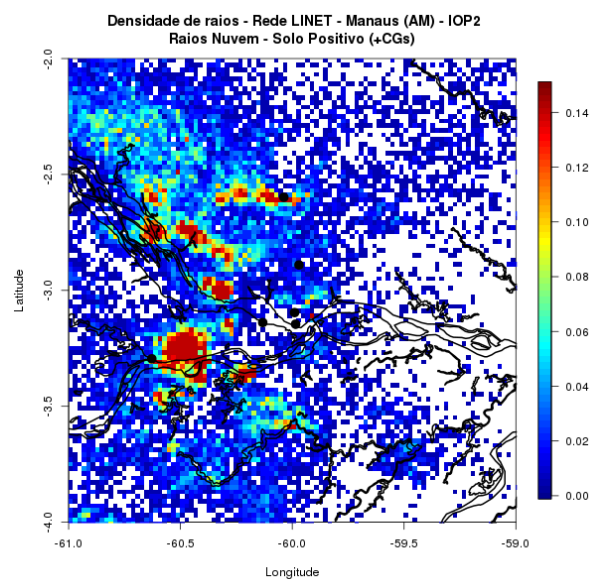 Densidade de raios - Rede LINET - Manaus (AM) - IOP2
Raios Nuvem - Solo Positivo (+CGs)
-2.0
-2.5
-3.0
-3.5
-4.0
Latitude
-61.0 -60.5 -60.0 -59.5 -59.0
Longitude
0.14
0.12
0.10
0.08
0.06
0.04
0.02
0.00